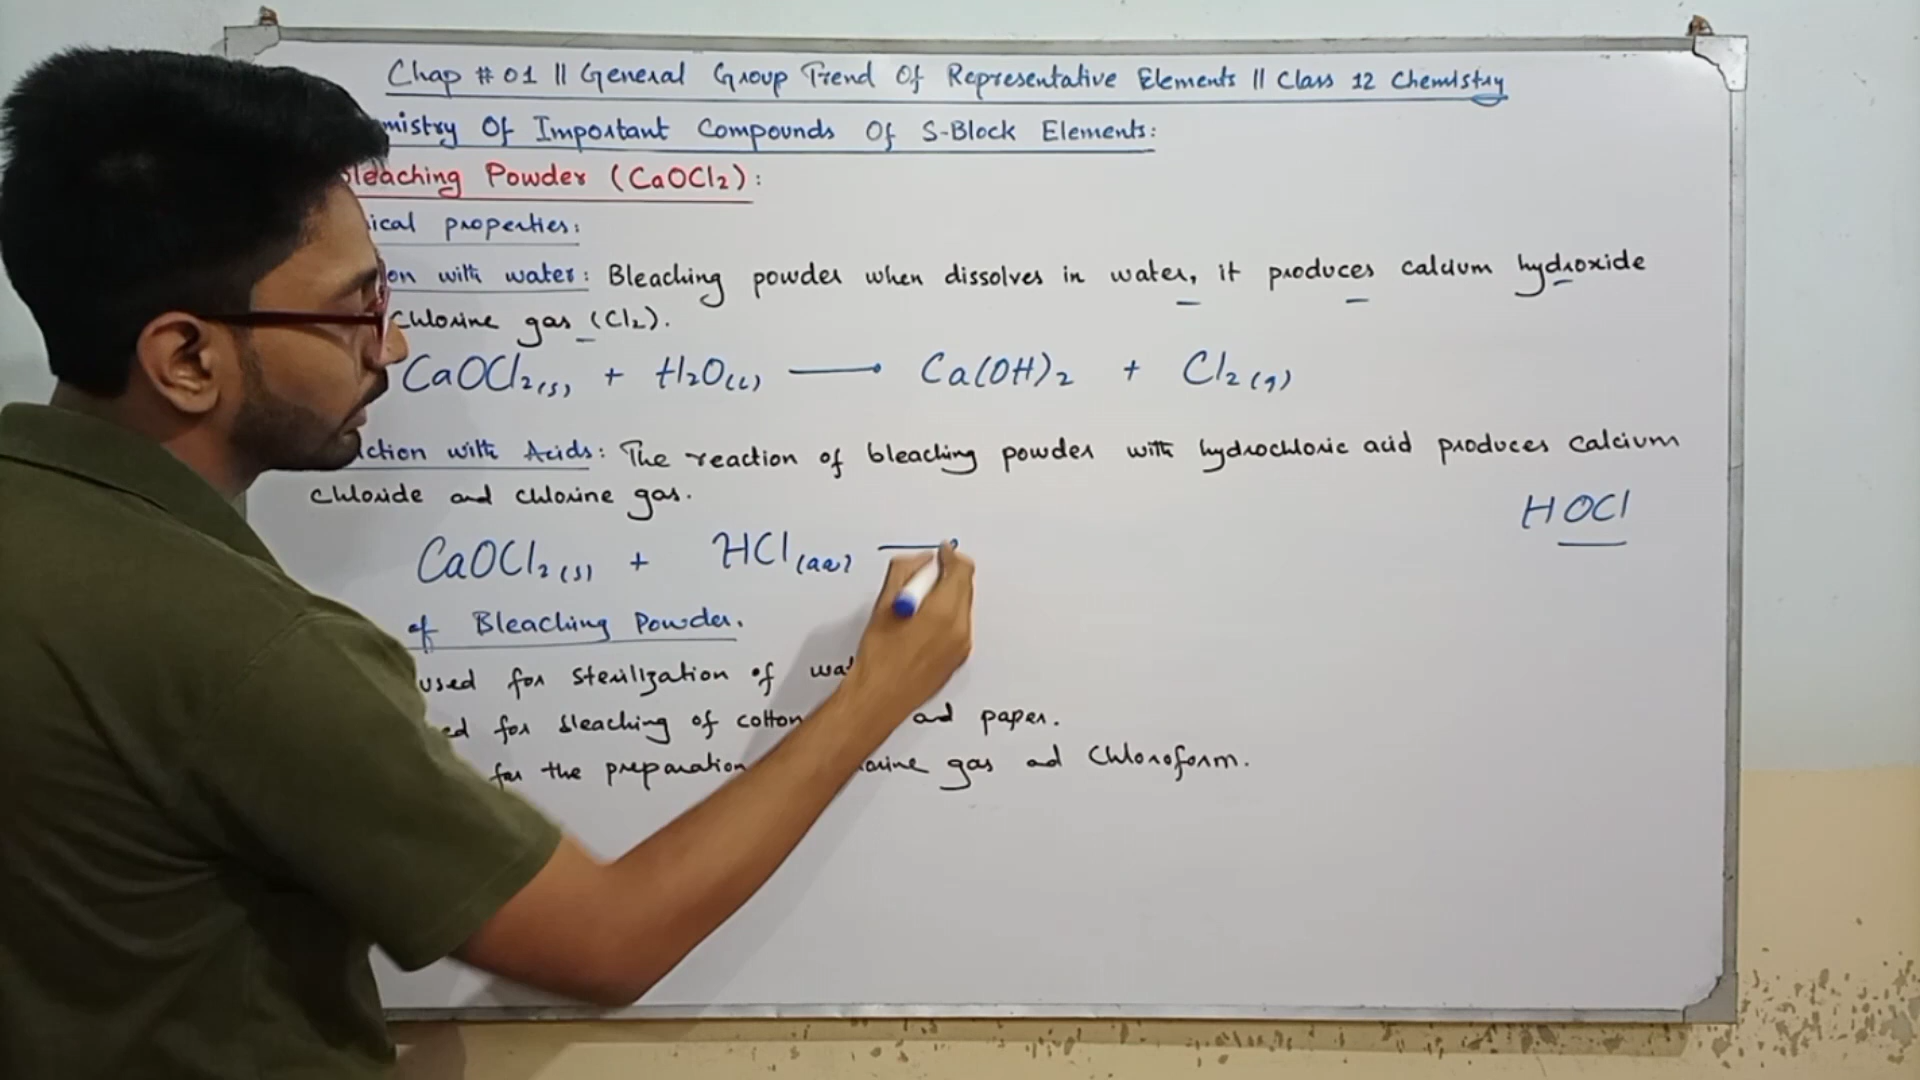 Chap # 01 || General Group Trend Of Representative Elements || Class 12 Chemistry
mistry Of Important Compounds Of S-Block Elements:
Bleaching Powder (CaOCl2):
ical properties:
on with water: Bleaching powder when dissolves in water, it produces calcium hydroxide
Chlorine gas (Cl2).
CaOCl2(s) + H2O(l) — Ca(OH)2 + Cl2(g)
ction with Acids: The reaction of bleaching powder with hydrochloric acid produces calcium
chloride and chlorine gas.
HOCl
CaOCl2(s) + HCl(aq) —
of Bleaching Powder.
used for sterilization of wat
ed for bleaching of cotton and paper.
for the preparation orine gas and Chloroform.